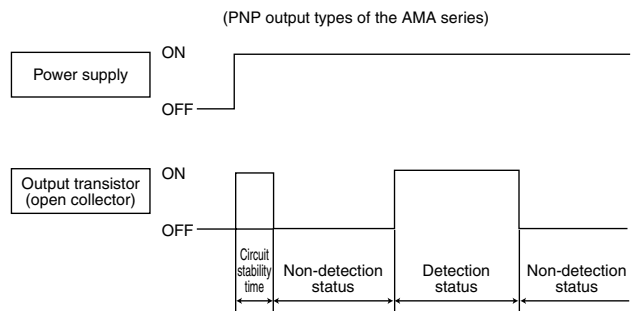 (PNP output types of the AMA series)
Power supply
ON
OFF
Output transistor
(open collector)
ON
OFF
Circuit
stability
time
Non-detection
status
Detection
status
Non-detection
status